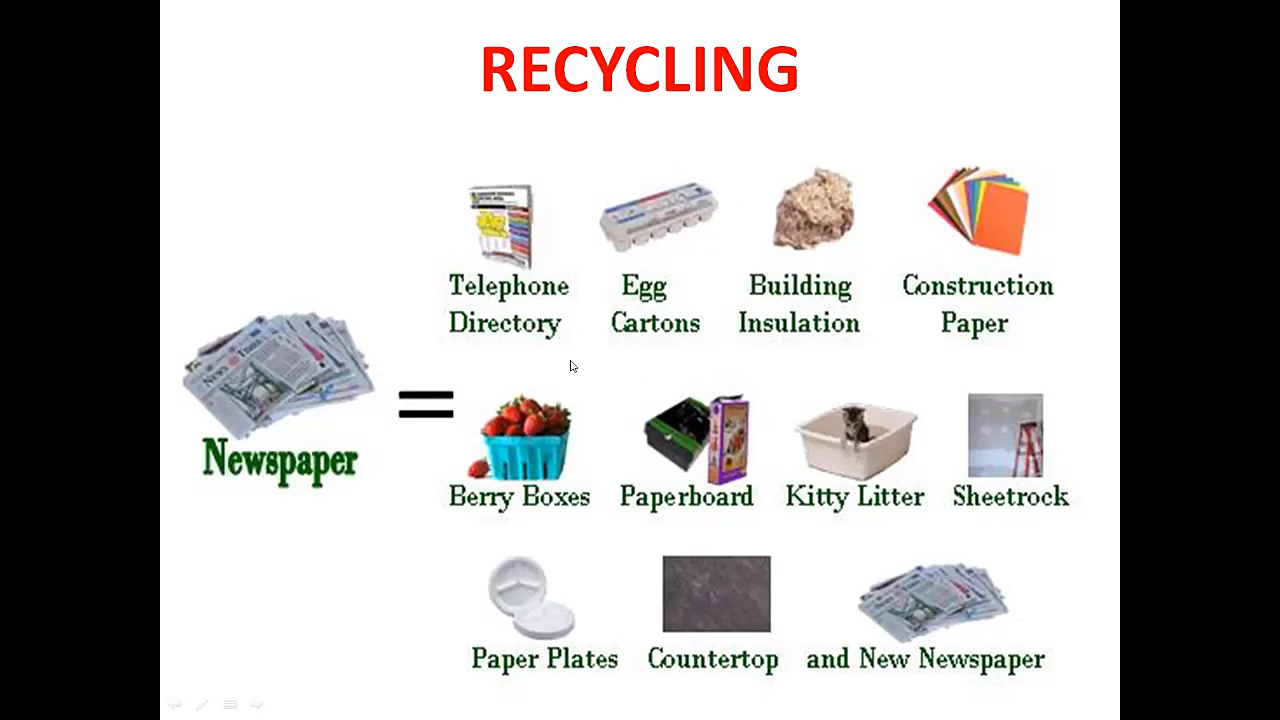 RECYCLING
Telephone Directory
Egg Cartons
Building Insulation
Construction Paper
Newspaper
=
Berry Boxes
Paperboard
Kitty Litter
Sheetrock
Paper Plates
Countertop
and New Newspaper